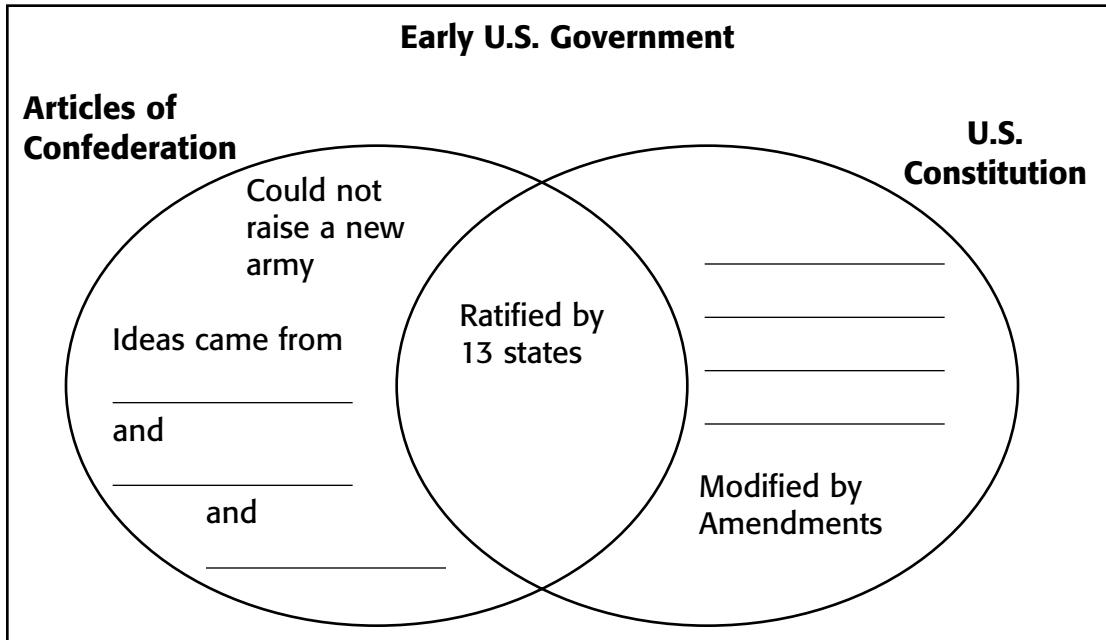 Early U.S. Government
Articles of
Confederation
U.S.
Constitution
Could not
raise a new
army
Ideas came from
and
and
Ratified by
13 states
Modified by
Amendments